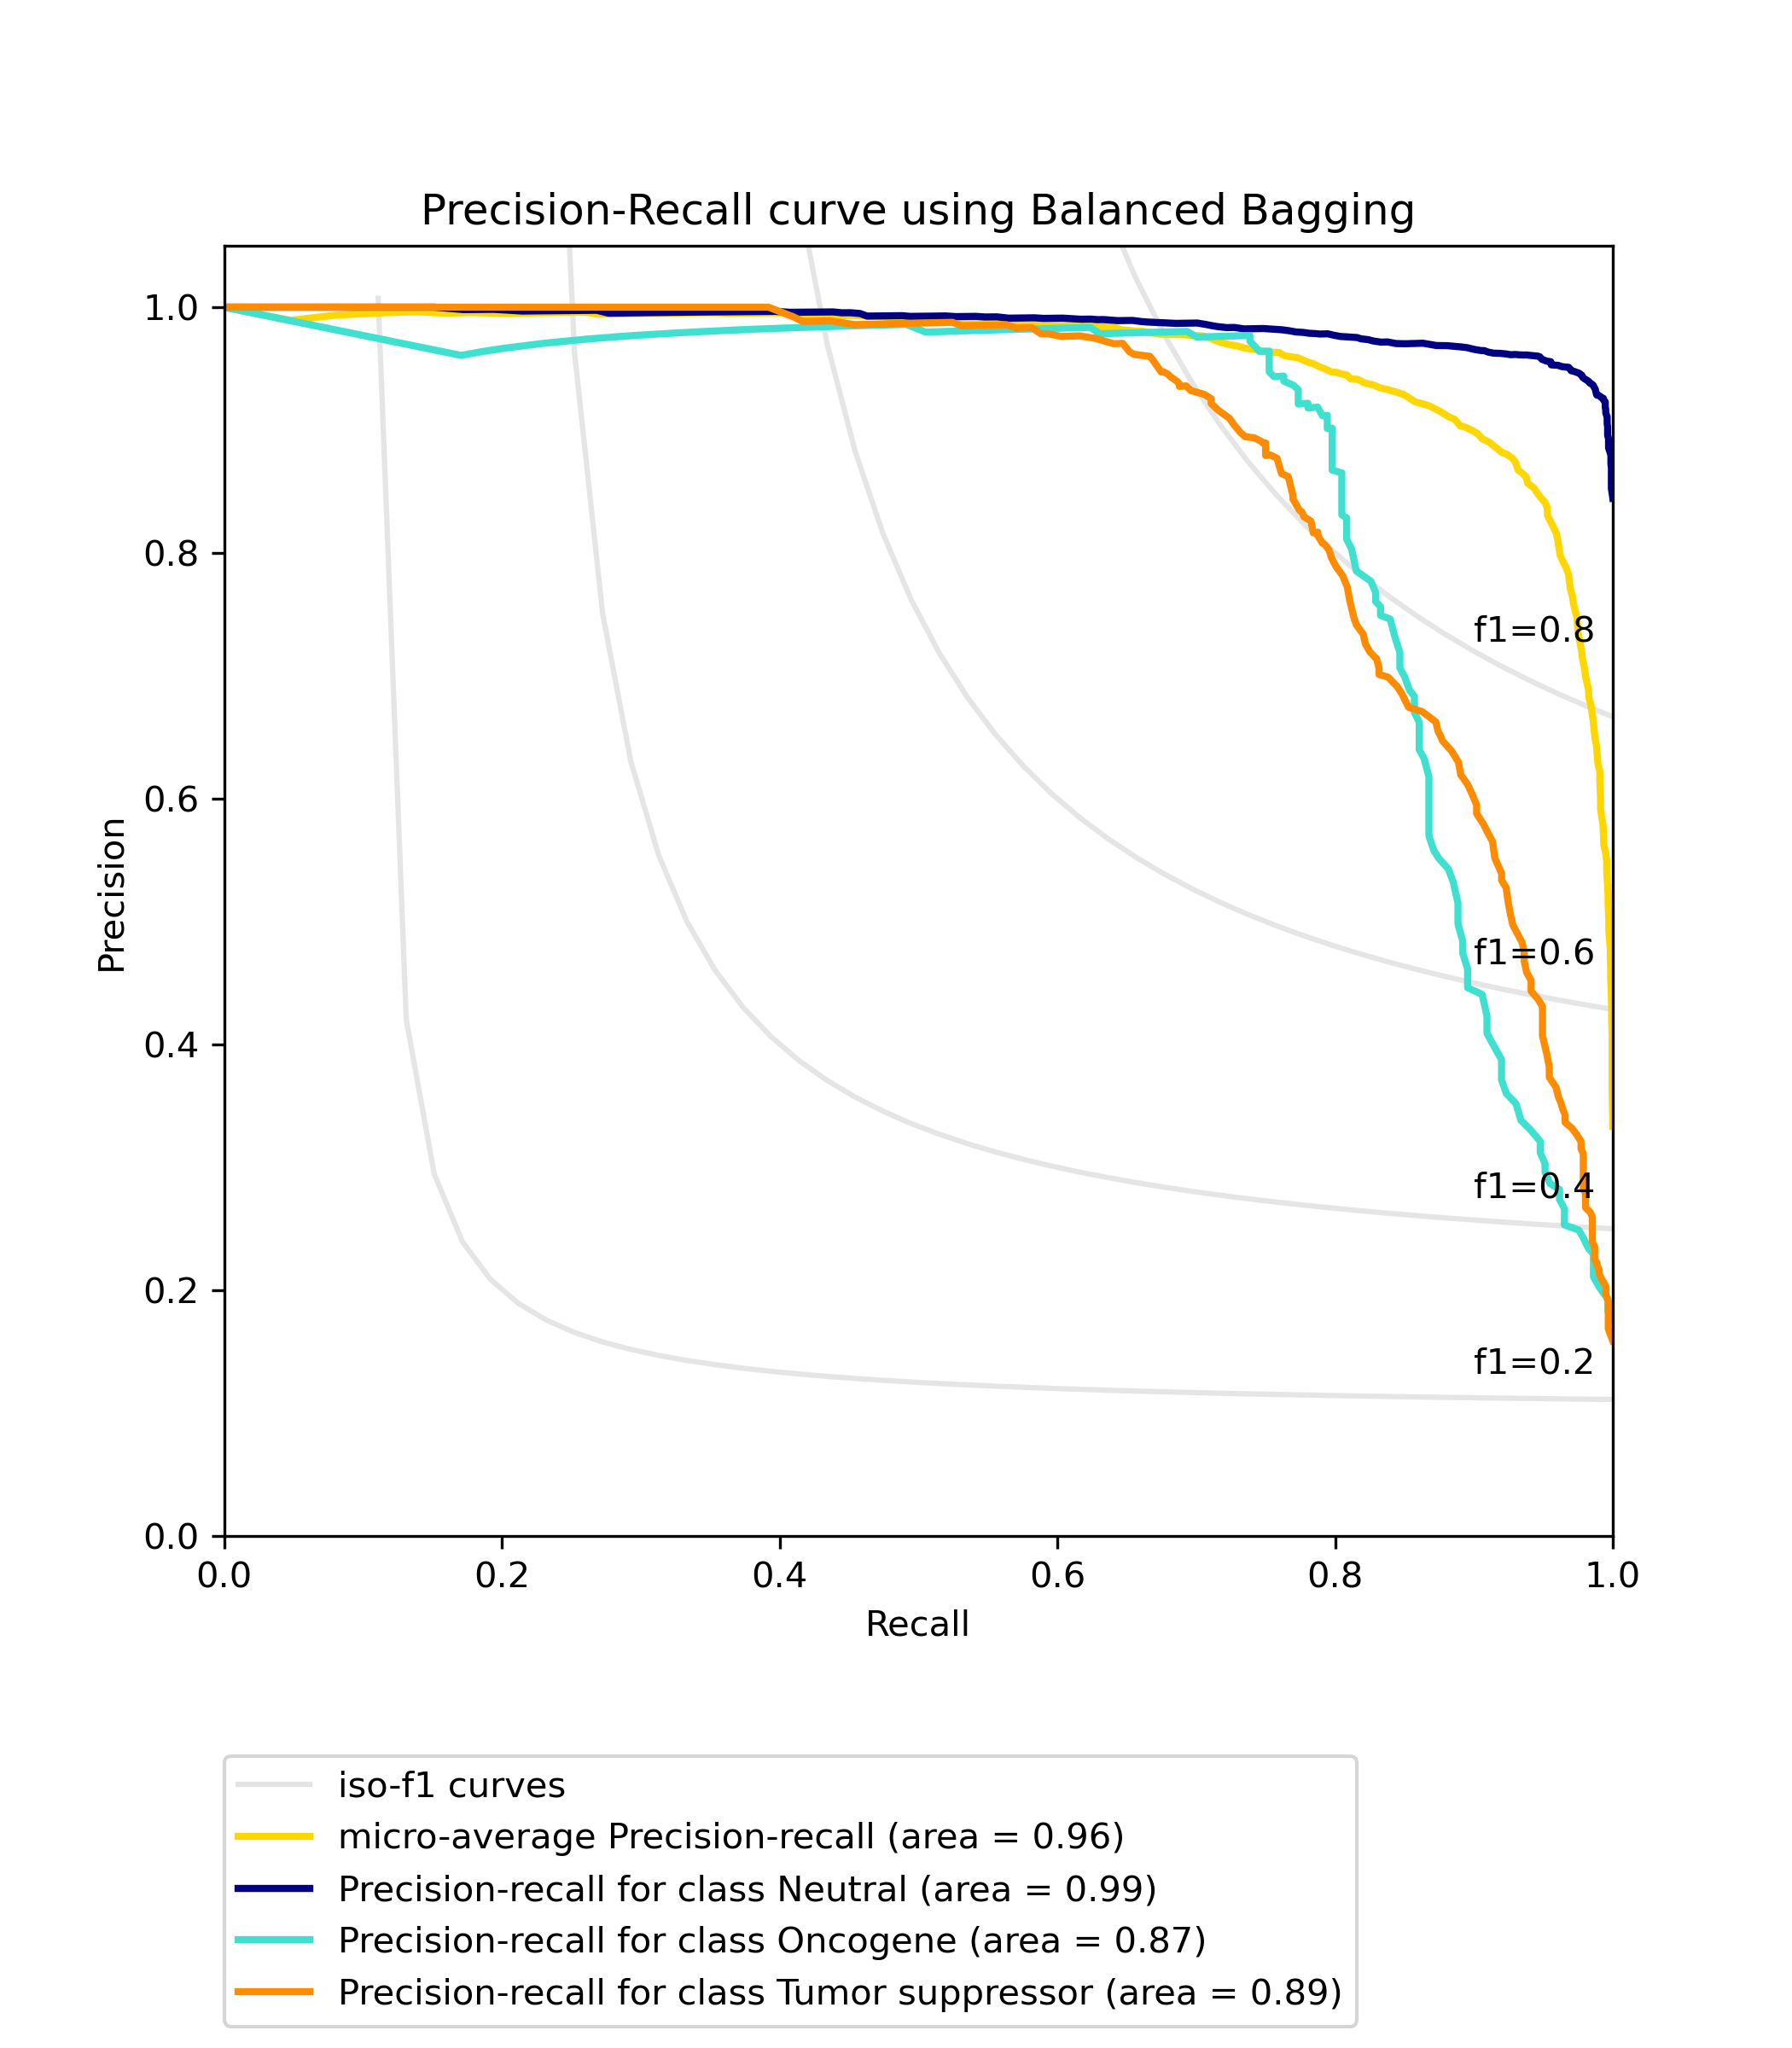 Precision-Recall curve using Balanced Bagging
1.0
0.8
0.6
0.4
0.2
0.0
Precision
f1=0.8
f1=0.6
f1=0.4
f1=0.2
0.0 0.2 0.4 0.6 0.8 1.0
Recall
iso-f1 curves
micro-average Precision-recall (area = 0.96)
Precision-recall for class Neutral (area = 0.99)
Precision-recall for class Oncogene (area = 0.87)
Precision-recall for class Tumor suppressor (area = 0.89)